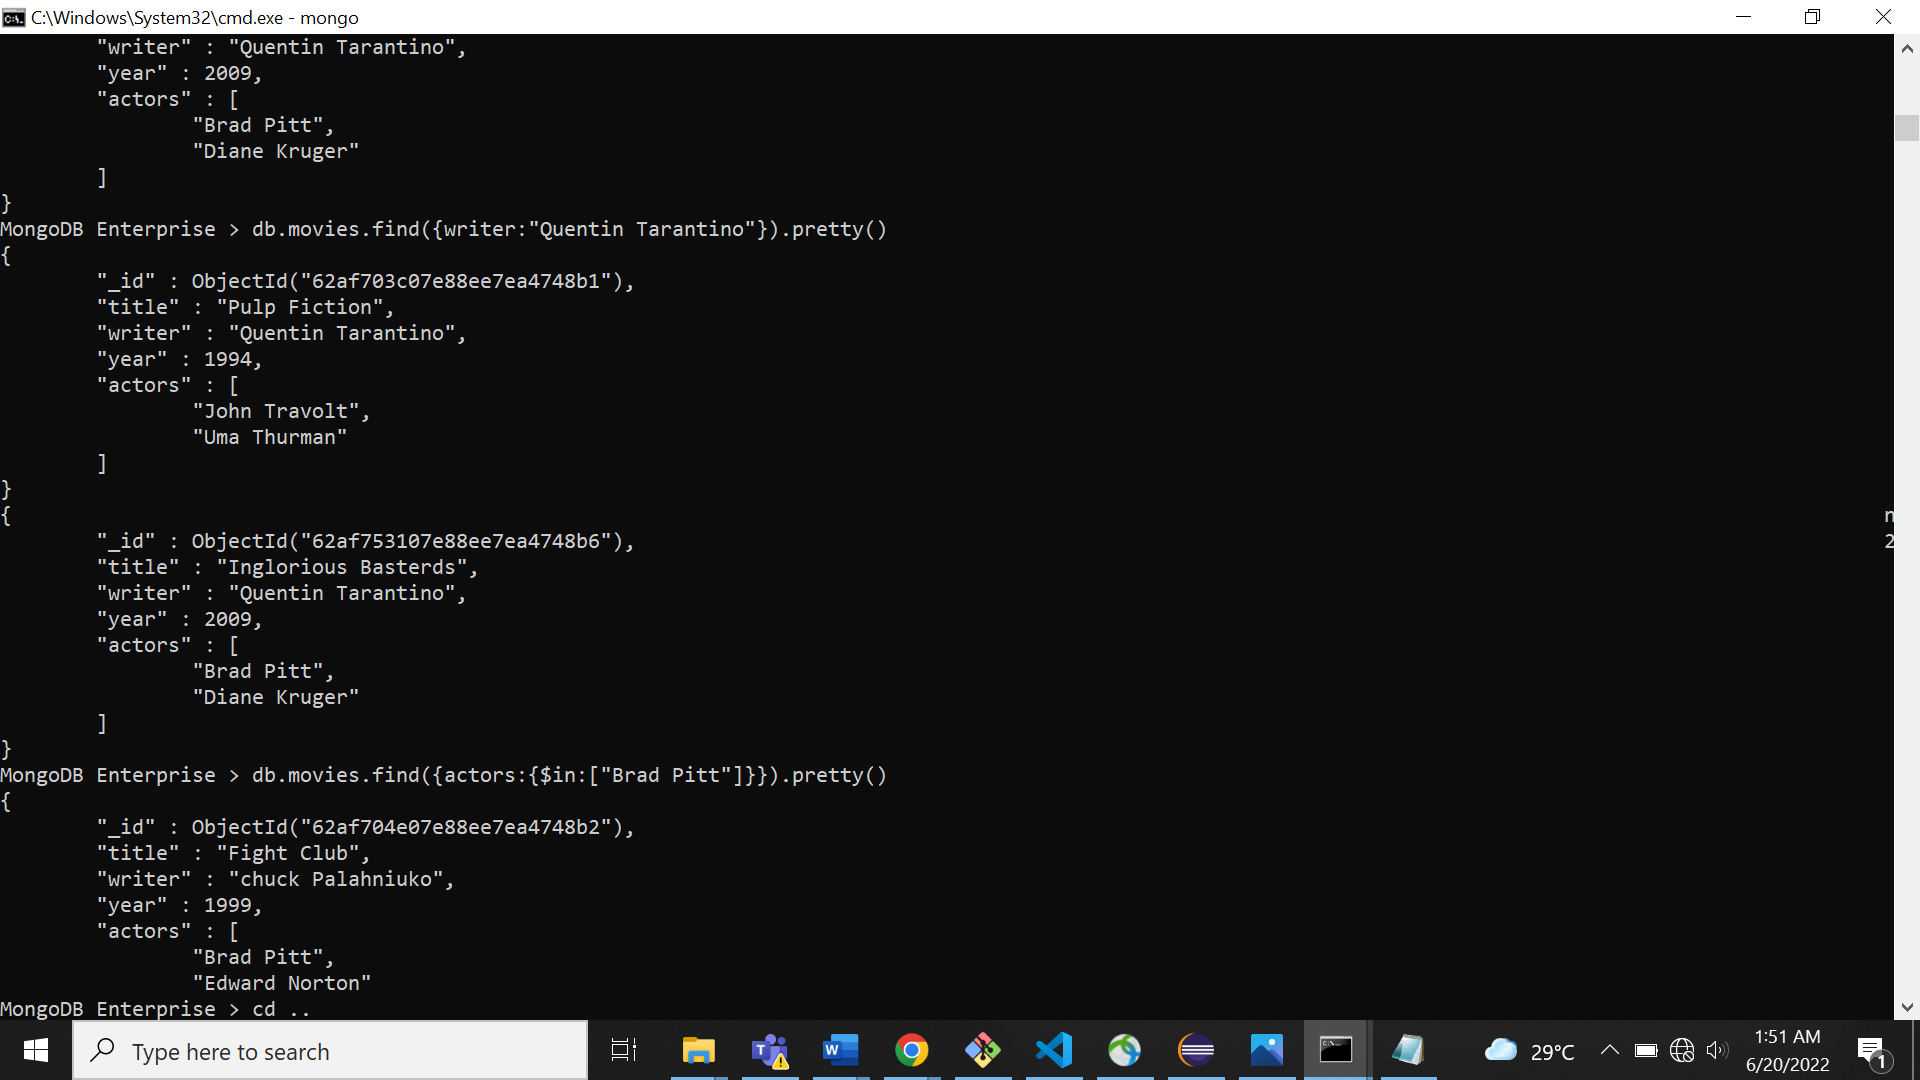 C:\Windows\System32\cmd.exe - mongo
"writer" : "Quentin Tarantino",
"year" : 2009,
"actors" : [
"Brad Pitt",
"Diane Kruger"
]
}
MongoDB Enterprise > db.movies.find({writer:"Quentin Tarantino"}).pretty()
{
"_id" : ObjectId("62af703c07e88ee7ea4748b1"),
"title" : "Pulp Fiction",
"writer" : "Quentin Tarantino",
"year" : 1994,
"actors" : [
"John Travolt",
"Uma Thurman"
]
}
{
"_id" : ObjectId("62af753107e88ee7ea4748b6"),
"title" : "Inglorious Basterds",
"writer" : "Quentin Tarantino",
"year" : 2009,
"actors" : [
"Brad Pitt",
"Diane Kruger"
]
}
MongoDB Enterprise > db.movies.find({actors:{$in:["Brad Pitt"]}}).pretty()
{
"_id" : ObjectId("62af704e07e88ee7ea4748b2"),
"title" : "Fight Club",
"writer" : "chuck Palahniuko",
"year" : 1999,
"actors" : [
"Brad Pitt",
"Edward Norton"
MongoDB Enterprise > cd ..
n
2
Type here to search
29°C
1:51 AM
6/20/2022
1